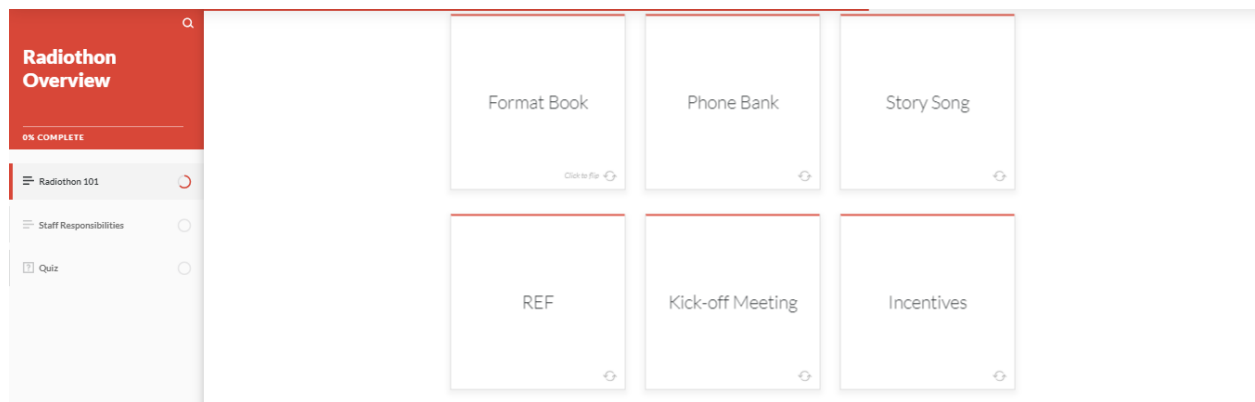 Radiothon
Overview
0% COMPLETE
Radiothon 101
Staff Responsibilities
Quiz
Format Book
Click to flip
Phone Bank
Story Song
REF
Kick-off Meeting
Incentives